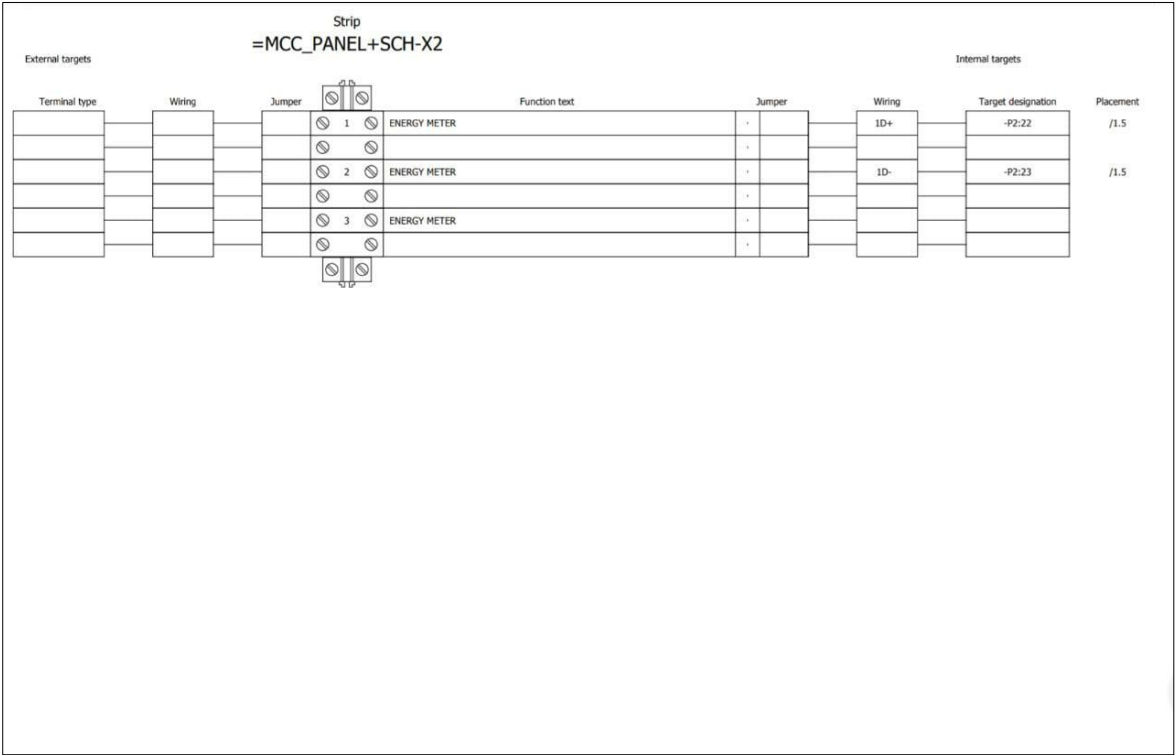 Strip
=MCC_PANEL+SCH-X2
External targets
Internal targets
Terminal type Wiring Jumper Function text Jumper Wiring Target designation Placement
1 ENERGY METER 1D+ -P2:22 /1.5
2 ENERGY METER 1D- -P2:23 /1.5
3 ENERGY METER